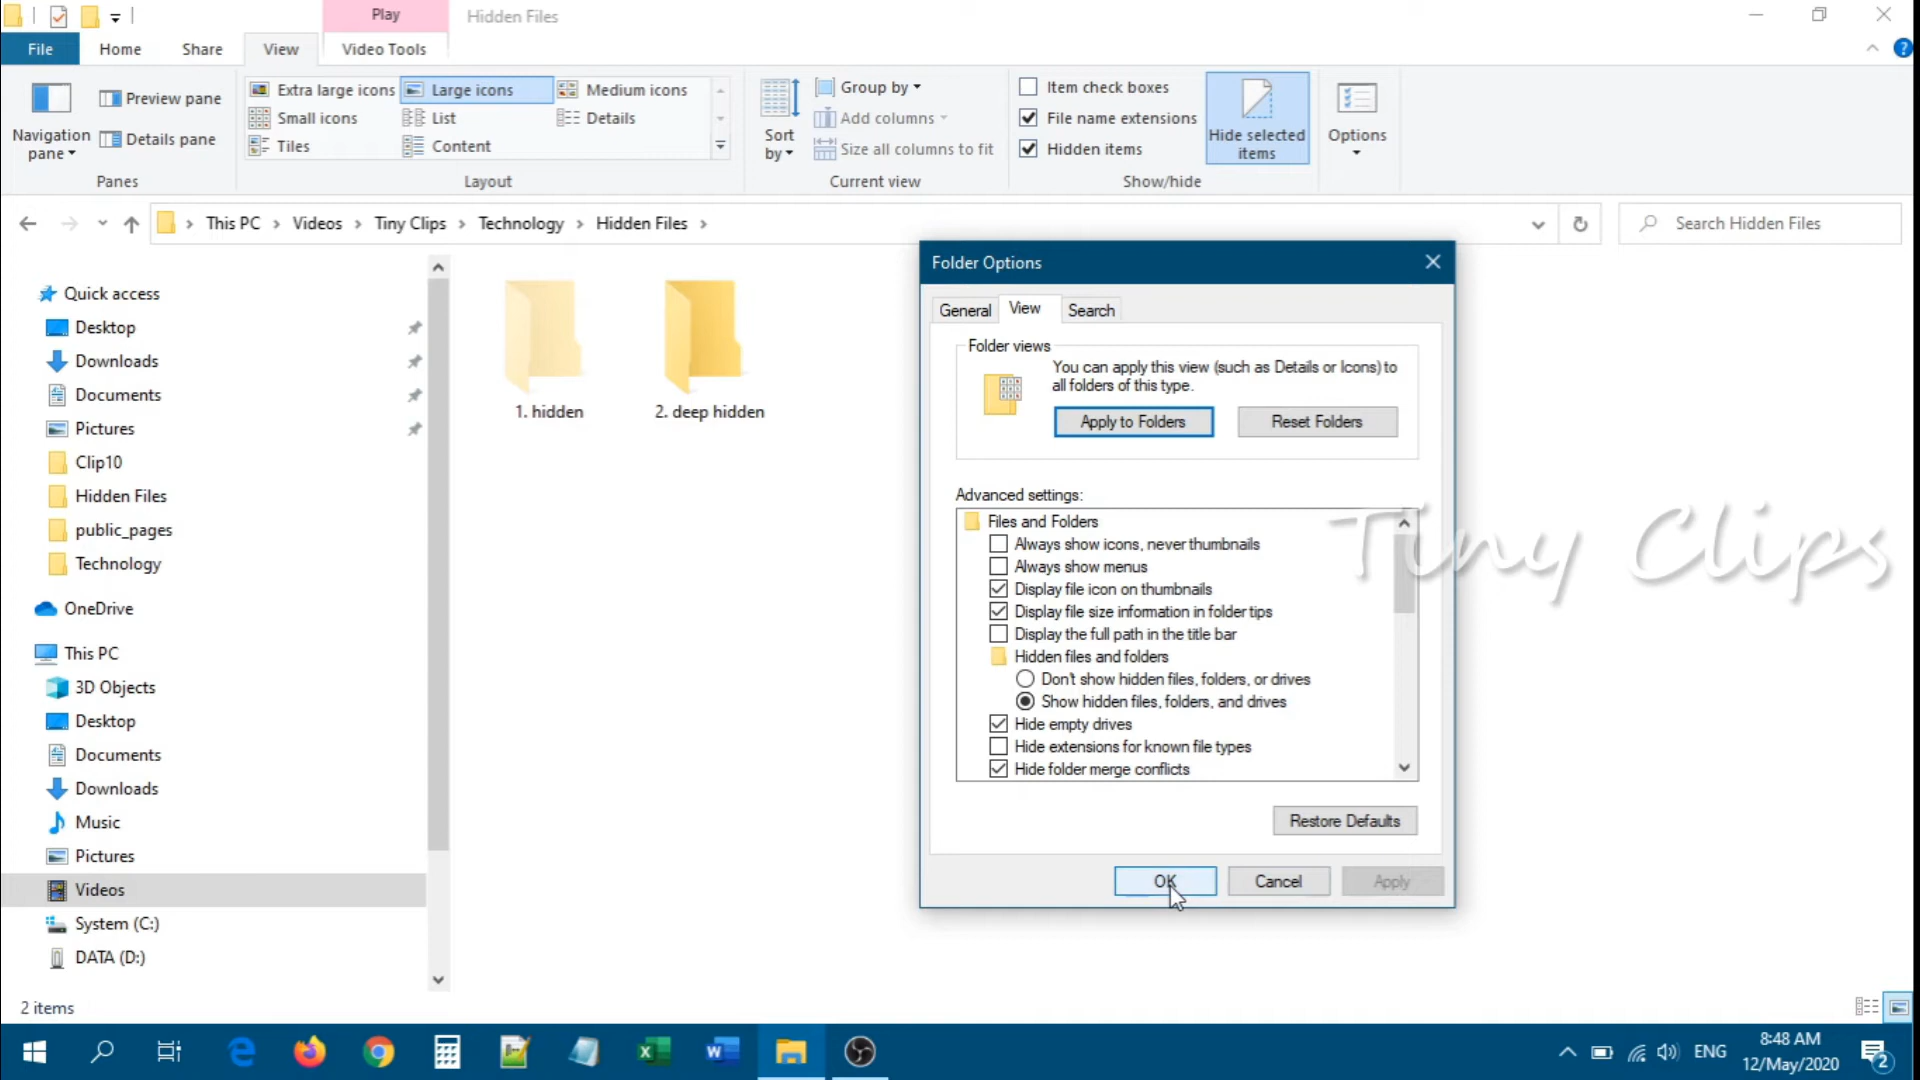 Play
Hidden Files
File
Home
Share
View
Video Tools
Navigation
pane
Preview pane
Details pane
Panes
Extra large icons
Large icons
Medium icons
Small icons
List
Details
Tiles
Content
Layout
Sort
by
Group by
Add columns
Size all columns to fit
Current view
Item check boxes
File name extensions
Hidden items
Hide selected
items
Show/hide
Options
This PC
Videos
Tiny Clips
Technology
Hidden Files
Search Hidden Files
Quick access
Desktop
Downloads
Documents
Pictures
Clip10
Hidden Files
public_pages
Technology
OneDrive
This PC
3D Objects
Desktop
Documents
Downloads
Music
Pictures
Videos
System (C:)
DATA (D:)
1. hidden
2. deep hidden
Folder Options
General
View
Search
Folder views
You can apply this view (such as Details or Icons) to
all folders of this type.
Apply to Folders
Reset Folders
Advanced settings:
Files and Folders
Always show icons, never thumbnails
Always show menus
Display file icon on thumbnails
Display file size information in folder tips
Display the full path in the title bar
Hidden files and folders
Don't show hidden files, folders, or drives
Show hidden files, folders, and drives
Hide empty drives
Hide extensions for known file types
Hide folder merge conflicts
Restore Defaults
OK
Cancel
Apply
Tiny Clips
2 items
ENG
8:48 AM
12/May/2020
2